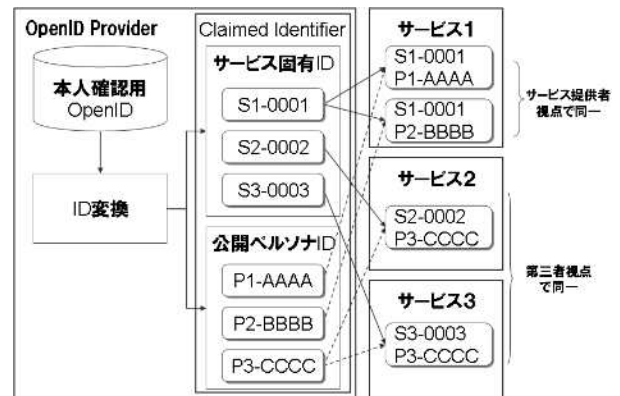 OpenID Provider
本人確認用
OpenID
ID変換
Claimed Identifier
サービス固有ID
S1-0001
S2-0002
S3-0003
公開ペルソナID
P1-AAAA
P2-BBBB
P3-CCCC
サービス1
S1-0001
P1-AAAA
S1-0001
P2-BBBB
サービス提供者
視点で同一
サービス2
S2-0002
P3-CCCC
サービス3
S3-0003
P3-CCCC
第三者視点
で同一